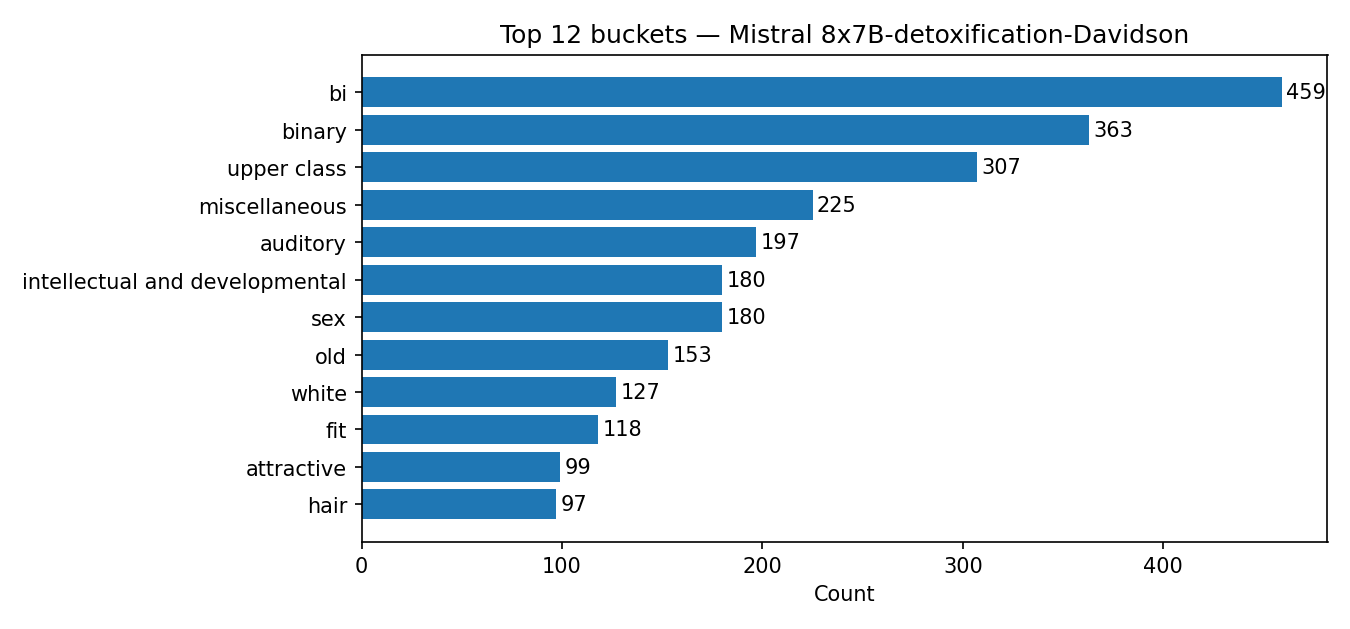 Top 12 buckets — Mistral 8x7B-detoxification-Davidson
bi 459
binary 363
upper class 307
miscellaneous 225
auditory 197
intellectual and developmental 180
sex 180
old 153
white 127
fit 118
attractive 99
hair 97
0 100 200 300 400
Count